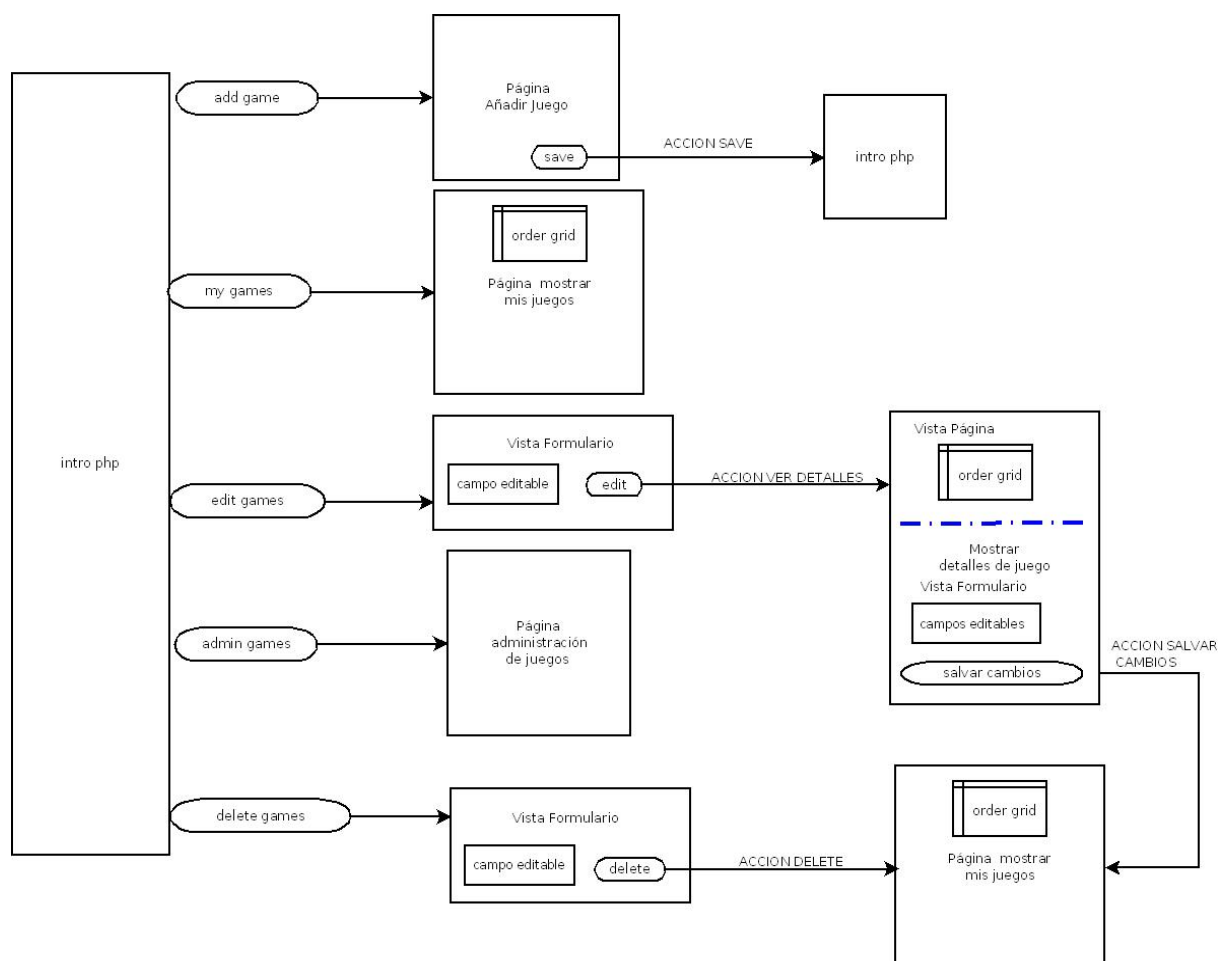 intro php
add game
Página
Añadir Juego
save
ACCION SAVE
intro php
my games
order grid
Página mostrar
mis juegos
edit games
Vista Formulario
campo editable
edit
ACCION VER DETALLES
Vista Página
order grid
Mostrar
detalles de juego
Vista Formulario
campos editables
salvar cambios
ACCION SALVAR
CAMBIOS
admin games
Página
administración
de juegos
delete games
Vista Formulario
campo editable
delete
ACCION DELETE
order grid
Página mostrar
mis juegos